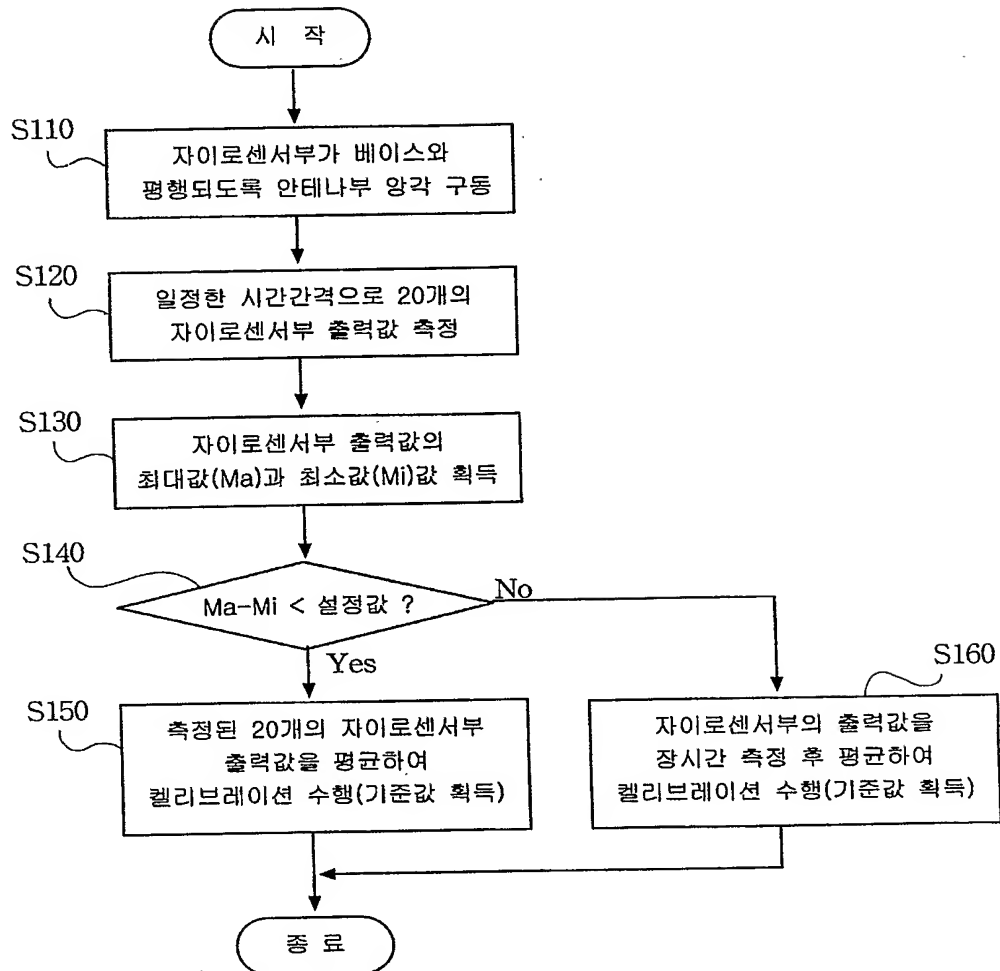 시 작
S110
자이로센서부가 베이스와
평행되도록 안테나부 앙각 구동
S120
일정한 시간간격으로 20개의
자이로센서부 출력값 측정
S130
자이로센서부 출력값의
최대값(Ma)과 최소값(Mi)값 획득
S140
Ma-Mi < 설정값 ?
No
Yes
S150
측정된 20개의 자이로센서부
출력값을 평균하여
켈리브레이션 수행(기준값 획득)
S160
자이로센서부의 출력값을
장시간 측정 후 평균하여
켈리브레이션 수행(기준값 획득)
종 료